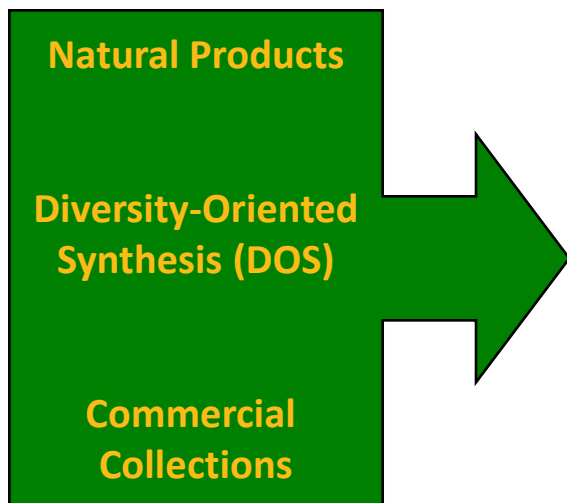 Natural Products
Diversity-Oriented
Synthesis (DOS)
Commercial
Collections